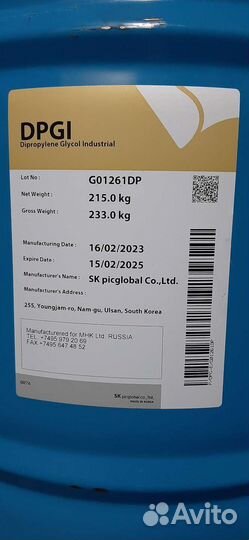 DPGI
Dipropylene Glycol Industrial
Lot No : G01261DP
Net Weight : 215.0 kg
Gross Weight : 233.0 kg
Manufacturing Date : 16/02/2023
Expire Date : 15/02/2025
Manufacturer's Name : SK picglobal Co.,Ltd.
Manufacturer's Address :
255, Youngjam-ro, Nam-gu, Ulsan, South Korea
Manufacturered for MHK Ltd. RUSSIA
TEL. +7495 979 20 69
FAX +7495 647 48 52
SK picglobal co.,ltd.
MADE IN KOREA
Avito